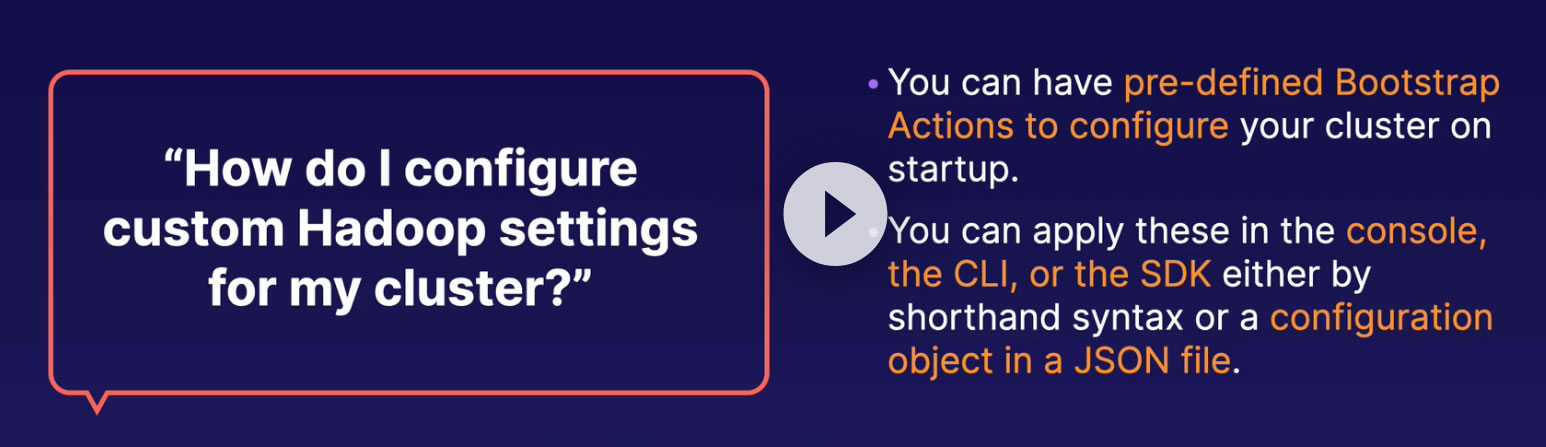 “How do I configure
custom Hadoop settings
for my cluster?”
• You can have pre-defined Bootstrap
Actions to configure your cluster on
startup.
• You can apply these in the console,
the CLI, or the SDK either by
shorthand syntax or a configuration
object in a JSON file.